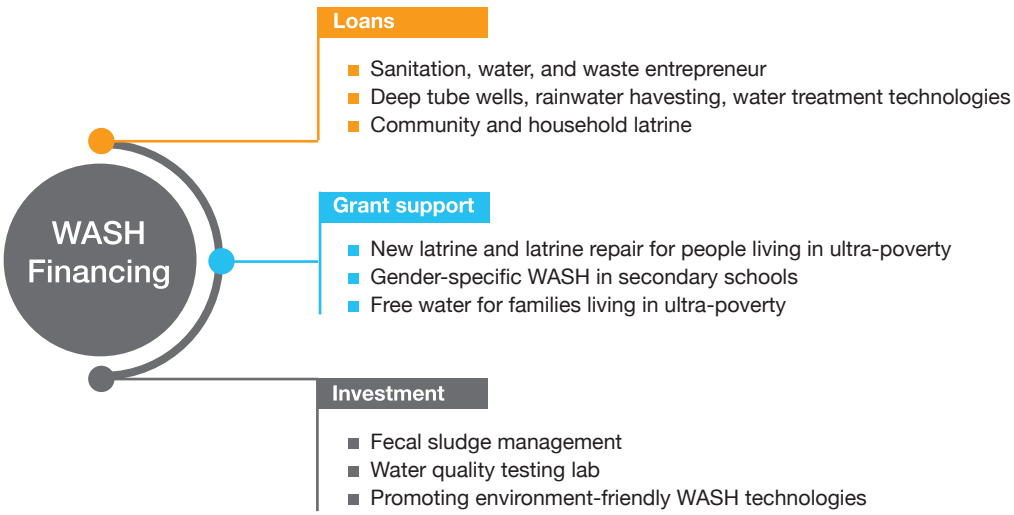 WASH
Financing
Loans
Sanitation, water, and waste entrepreneur
Deep tube wells, rainwater havesting, water treatment technologies
Community and household latrine
Grant support
New latrine and latrine repair for people living in ultra-poverty
Gender-specific WASH in secondary schools
Free water for families living in ultra-poverty
Investment
Fecal sludge management
Water quality testing lab
Promoting environment-friendly WASH technologies